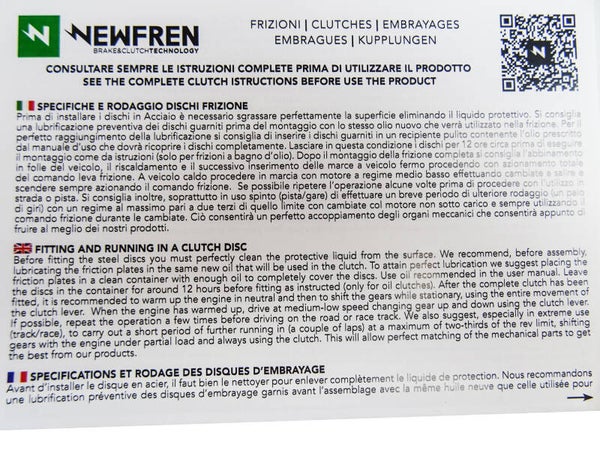 NEWFREN
BRAKE&CLUTCHTECHNOLOGY
FRIZIONI | CLUTCHES | EMBRAYAGES
EMBRAGUES | KUPPLUNGEN
CONSULTARE SEMPRE LE ISTRUZIONI COMPLETE PRIMA DI UTILIZZARE IL PRODOTTO
SEE THE COMPLETE CLUTCH ISTRUCTIONS BEFORE USE THE PRODUCT
SPECIFICHE E RODAGGIO DISCHI FRIZIONE
Prima di installare i dischi in Acciaio è necessario sgrassare perfettamente la superficie eliminando il liquido protettivo. Si consiglia
una lubrificazione preventiva dei dischi guarniti prima del montaggio con lo stesso olio nuovo che verrà utilizzato nella frizione. Per il
perfetto raggiungimento della lubrificazione si consiglia di inserire i dischi guarniti in un recipiente pulito contenente l'olio prescritto
dal manuale d'uso che dovrà ricoprire i dischi completamente. Lasciare in questa condizione i dischi per 12 ore circa prima di eseguire
il montaggio come da istruzioni (solo per frizioni a bagno d'olio). Dopo il montaggio della frizione completa si consiglia l'abbinamento
in folle del veicolo, il riscaldamento e il successivo inserimento delle marce a veicolo fermo procedendo con azionamento totale
del comando leva frizione. A veicolo caldo procedere in marcia con motore a regime medio basso effettuando cambiate a salire e
scendere sempre azionando il comando frizione. Se possibile ripetere l'operazione alcune volte prima di procedere con l'utilizzo in
strada o pista. Si consiglia inoltre, soprattutto in uso spinto (pista/gare) di effettuare un breve periodo di ulteriore rodaggio (un paio
di giri) con un regime al massimo pari a due terzi di quello limite con cambiate col motore non sotto carico e sempre utilizzando il
comando frizione durante le cambiate. Ciò consentirà un perfetto accoppiamento degli organi meccanici che consentirà appunto di
fruire al meglio dei nostri prodotti.
FITTING AND RUNNING IN A CLUTCH DISC
Before fitting the steel discs you must perfectly clean the protective liquid from the surface. We recommend, before assembly,
lubricating the friction plates in the same new oil that will be used in the clutch. To attain perfect lubrication we suggest placing the
friction plates in a clean container with enough oil to completely cover the discs. Use oil recommended in the user manual. Leave
the discs in the container for around 12 hours before fitting as instructed (only for oil clutches). After the complete clutch has been
fitted, it is recommended to warm up the engine in neutral and then to shift the gears while stationary, using the entire movement of
the clutch lever. When the engine has warmed up, drive at medium-low speed changing gear up and down using the clutch lever.
If possible, repeat the operation a few times before driving on the road or race track. We also suggest, especially in extreme use
(track/race), to carry out a short period of further running in (a couple of laps) at a maximum of two-thirds of the rev limit, shifting
gears with the engine under partial load and always using the clutch. This will allow perfect matching of the mechanical parts to get
the best from our products.
SPECIFICATIONS ET RODAGE DES DISQUES D'EMBRAYAGE
Avant d'installer le disque en acier, il faut bien le nettoyer pour enlever complètement le liquide de protection. Nous recommandons
une lubrification préventive des disques d'embrayage garnis avant l'assemblage avec la même huile neuve que celle utilisée pour